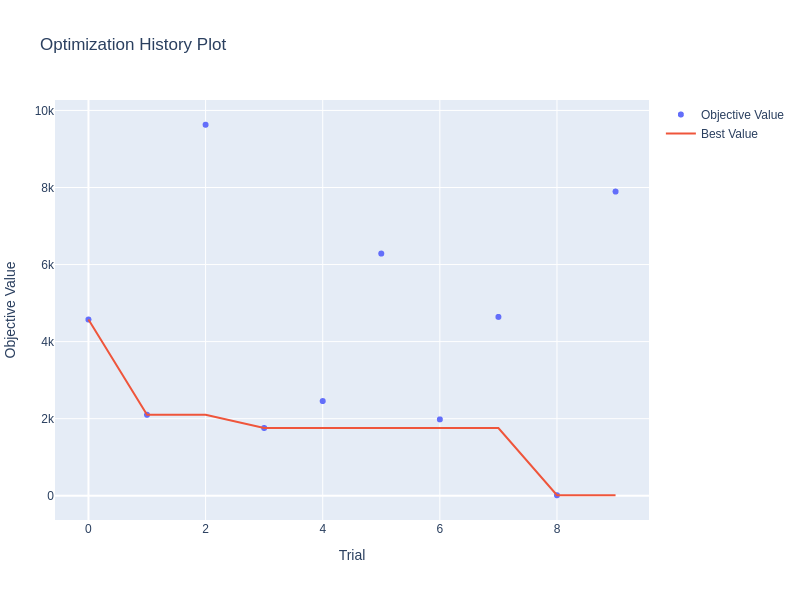 Optimization History Plot
Objective Value
Best Value
10k
8k
6k
4k
2k
0
Objective Value
0
2
4
6
8
Trial